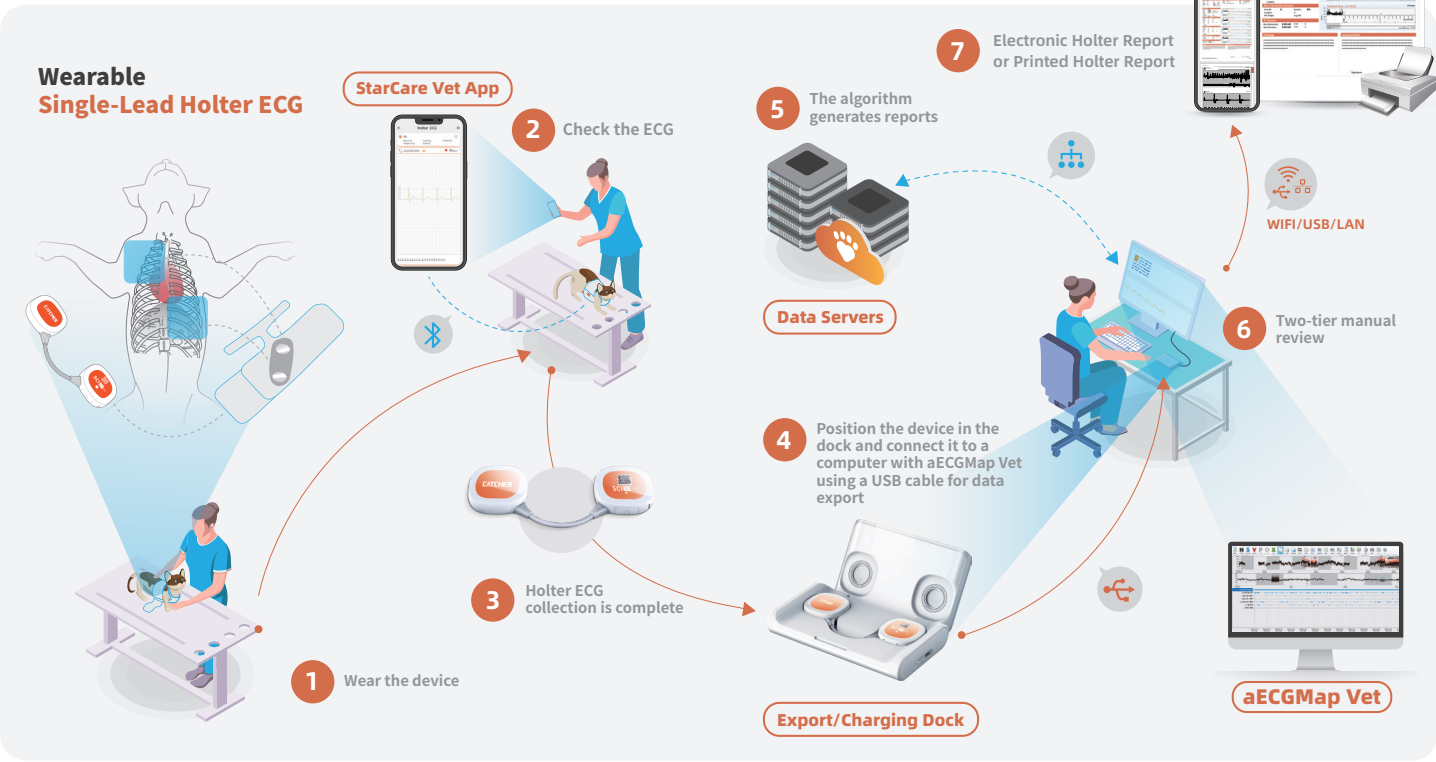 Wearable
Single-Lead Holter ECG
StarCare Vet App
Holter ECG
2
Check the ECG
CATCHER
1
Wear the device
CATCHER
3
Holter ECG
collection is complete
4
Position the device in the
dock and connect it to a
computer with aECGMap Vet
using a USB cable for data
export
CATCHER
Export/Charging Dock
5
The algorithm
generates reports
Data Servers
6
Two-tier manual
review
aECGMap Vet
7
Electronic Holter Report
or Printed Holter Report
WIFI/USB/LAN